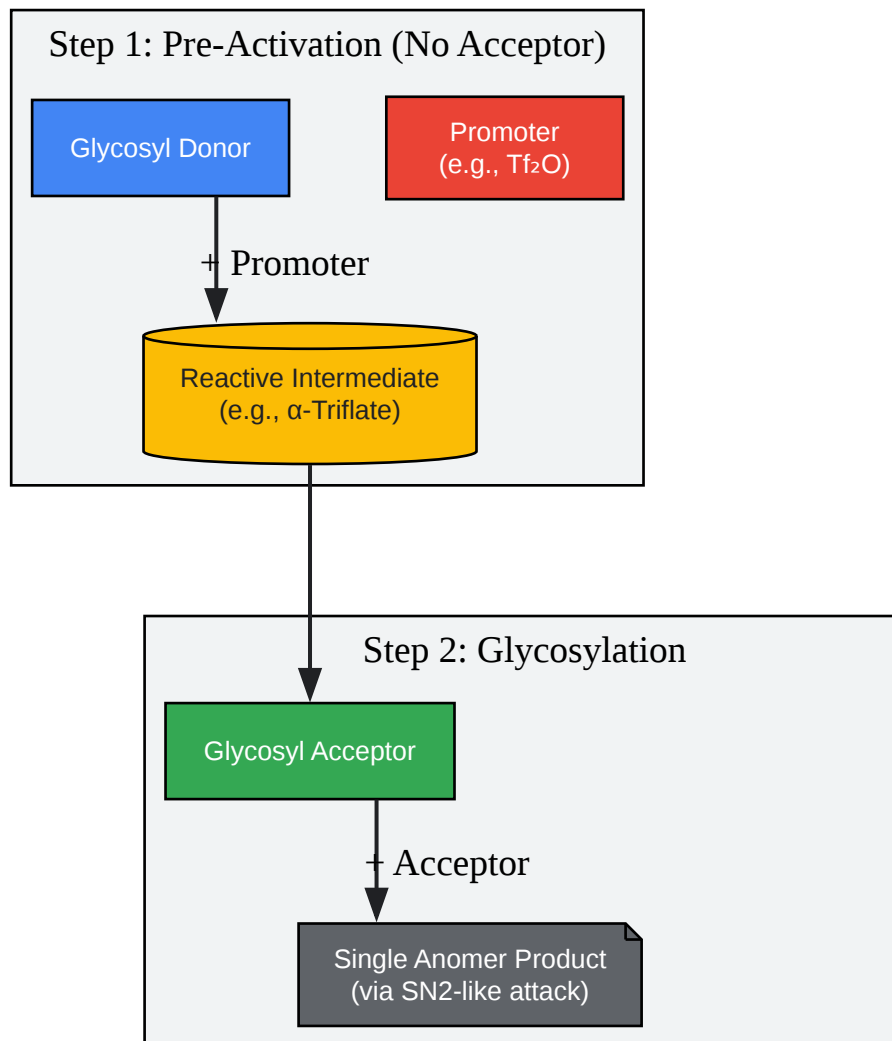 Step 1: Pre-Activation (No Acceptor)
Glycosyl Donor
Promoter
(e.g., Tf₂O)
+ Promoter
Reactive Intermediate
(e.g., α-Triflate)
Step 2: Glycosylation
Glycosyl Acceptor
+ Acceptor
Single Anomer Product
(via SN2-like attack)